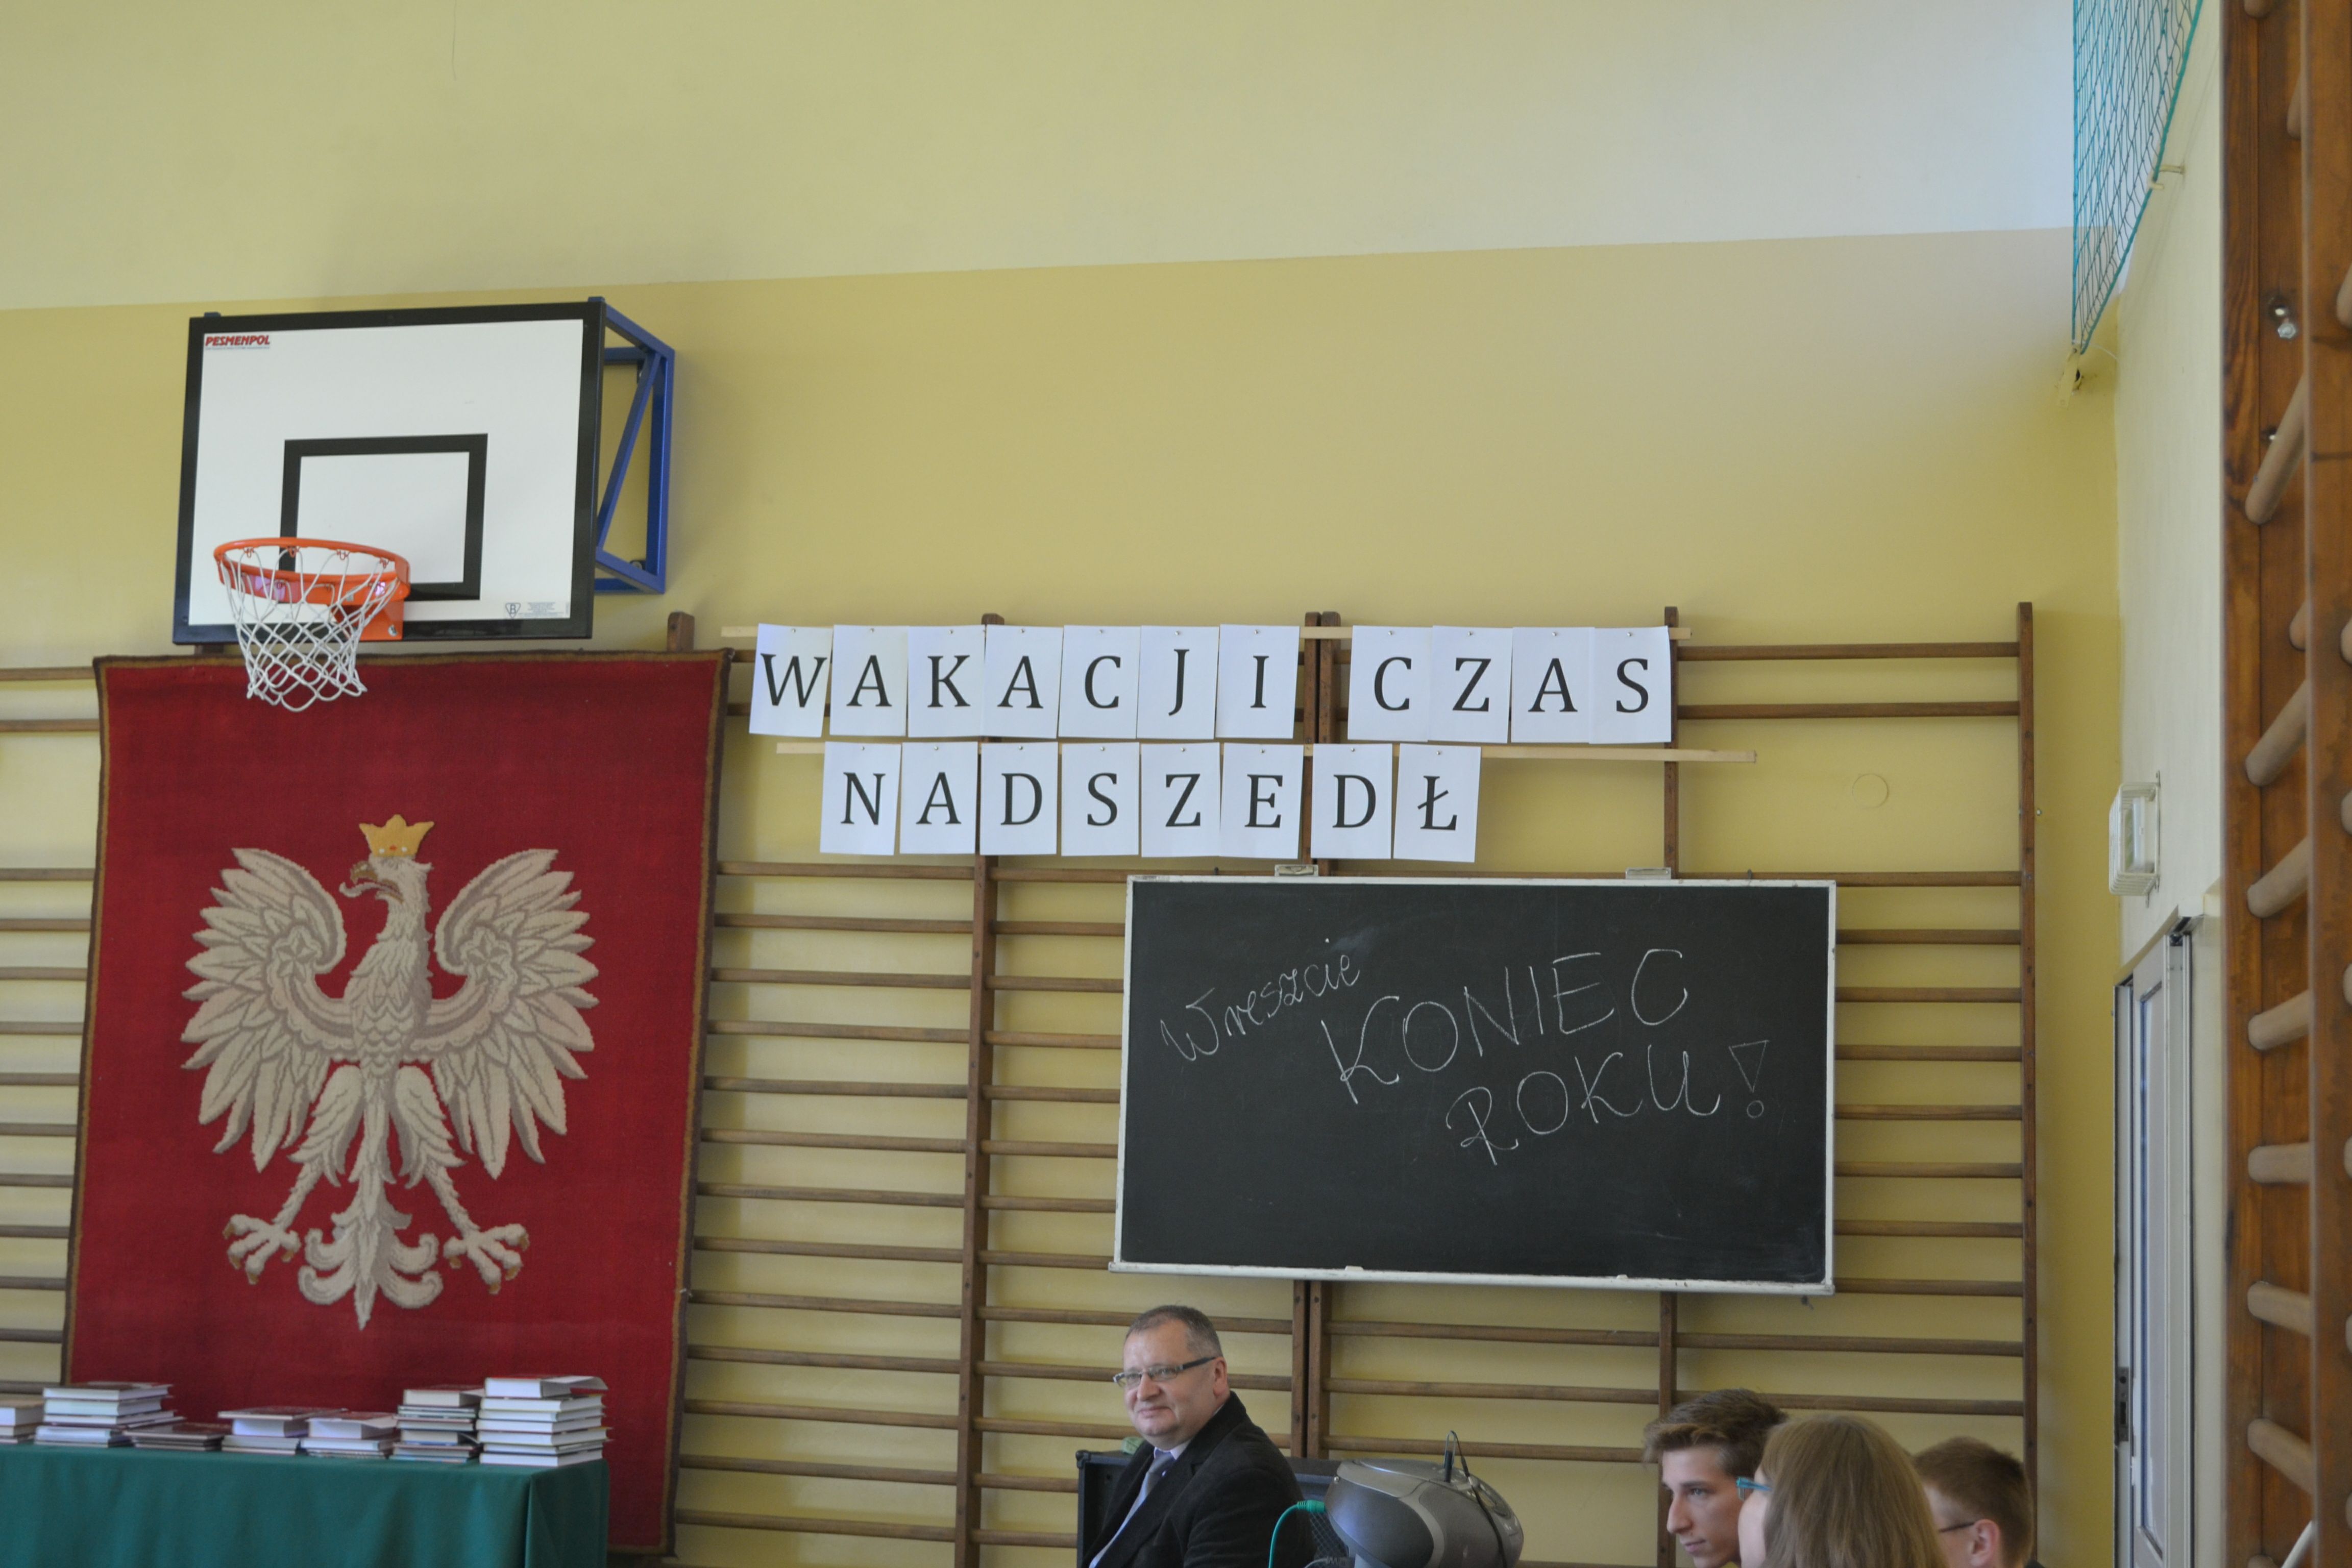 PESMENPOL
WAKACJI CZAS
NADSZEDŁ
Wreszcie
KONIEC
ROKU!